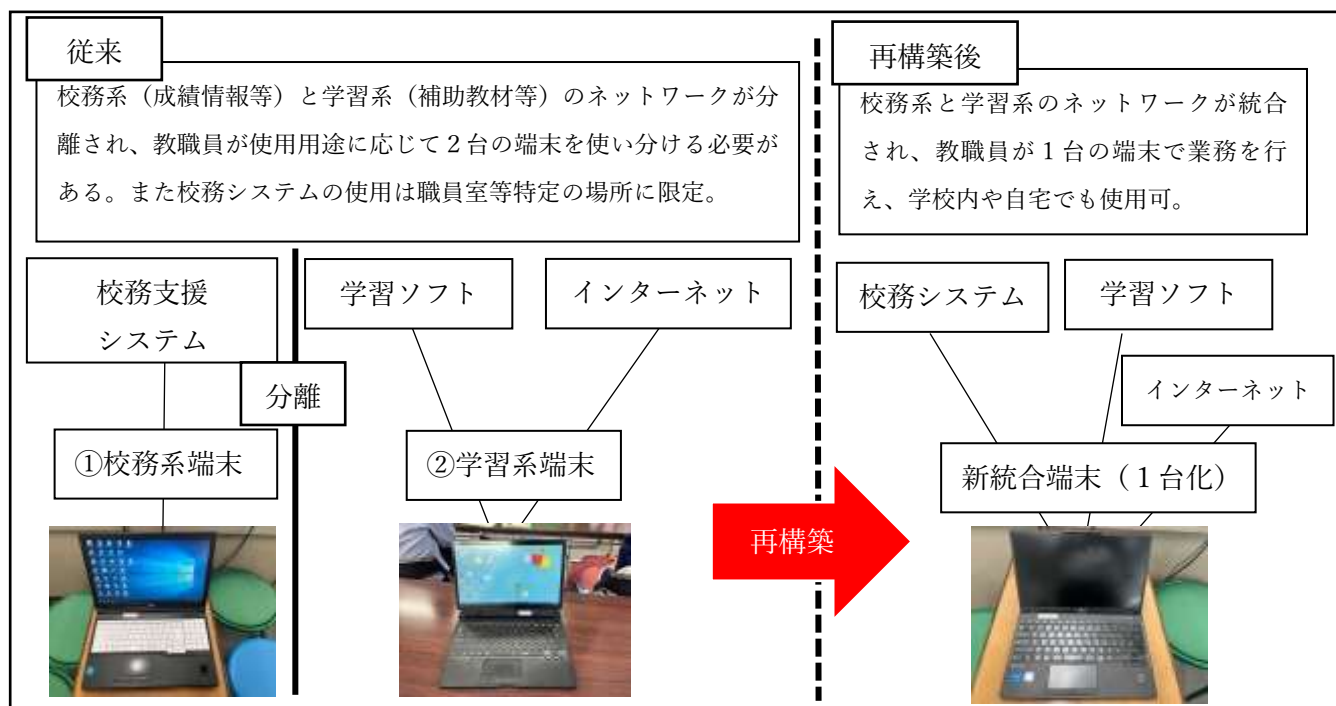 従来
校務系（成績情報等）と学習系（補助教材等）のネットワークが分
離され、教職員が使用用途に応じて２台の端末を使い分ける必要が
ある。また校務システムの使用は職員室等特定の場所に限定。
校務支援
システム
学習ソフト
インターネット
分離
①校務系端末
②学習系端末
再構築
再構築後
校務系と学習系のネットワークが統合
され、教職員が１台の端末で業務を行
え、学校内や自宅でも使用可。
校務システム
学習ソフト
インターネット
新統合端末（１台化）